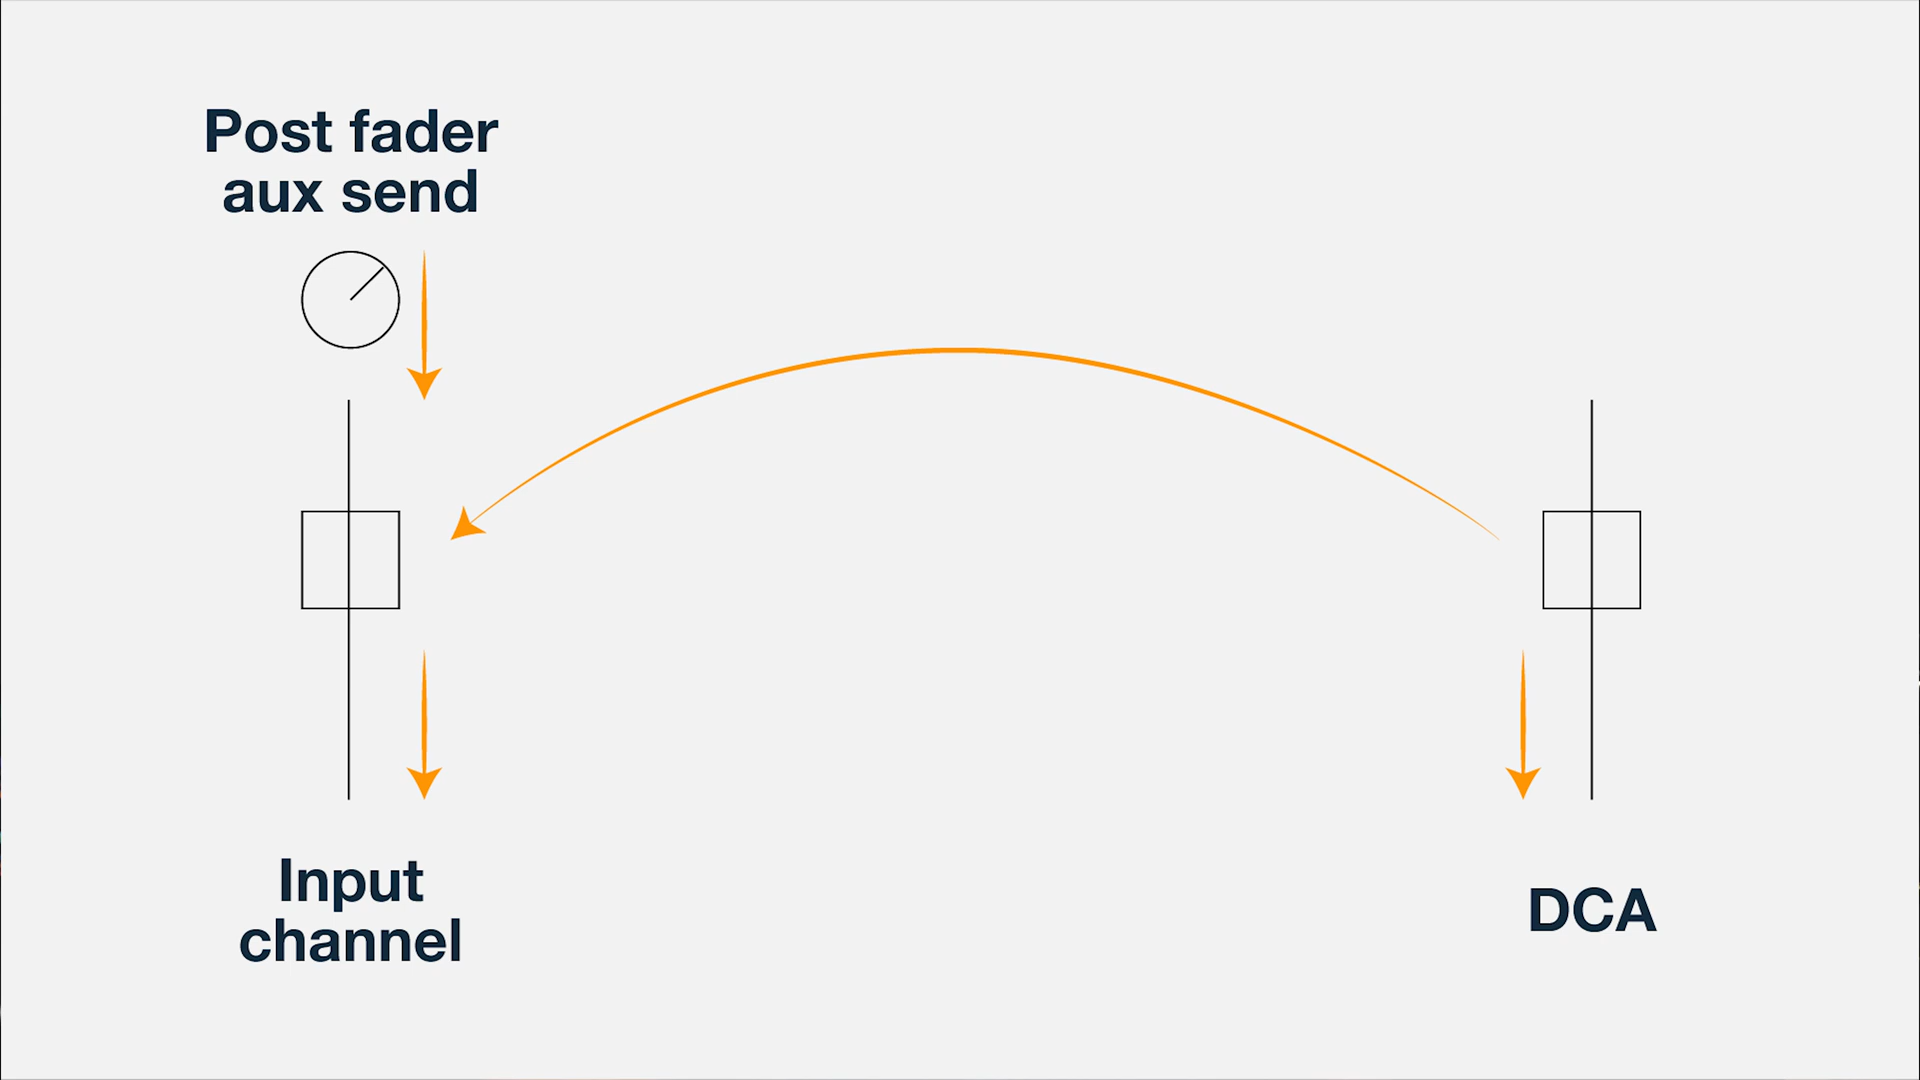 Post fader
aux send
Input
channel
DCA